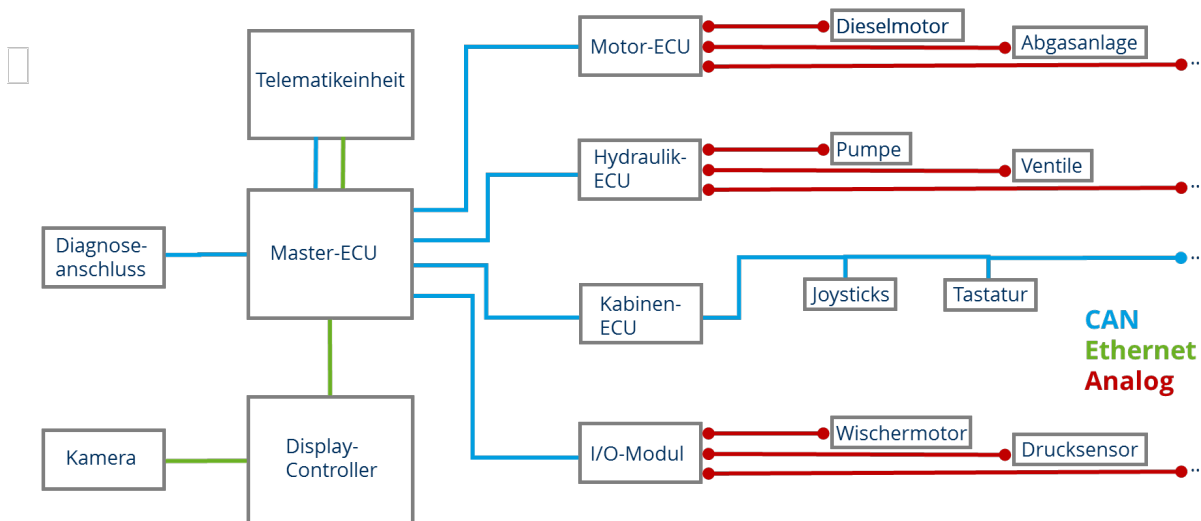 Telematikeinheit
Motor-ECU
Dieselmotor
Abgasanlage
...
Hydraulik-
ECU
Pumpe
Ventile
...
Diagnose-
anschluss
Master-ECU
Kabinen-
ECU
Joysticks
Tastatur
...
CAN
Ethernet
Analog
Kamera
Display-
Controller
I/O-Modul
Wischermotor
Drucksensor
...